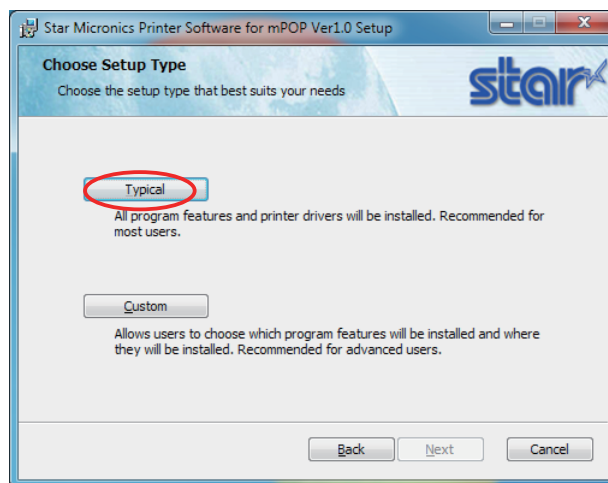 Star Micronics Printer Software for mPOP Ver1.0 Setup
Choose Setup Type
Choose the setup type that best suits your needs
star
Typical
All program features and printer drivers will be installed. Recommended for
most users.
Custom
Allows users to choose which program features will be installed and where
they will be installed. Recommended for advanced users.
Back Next Cancel